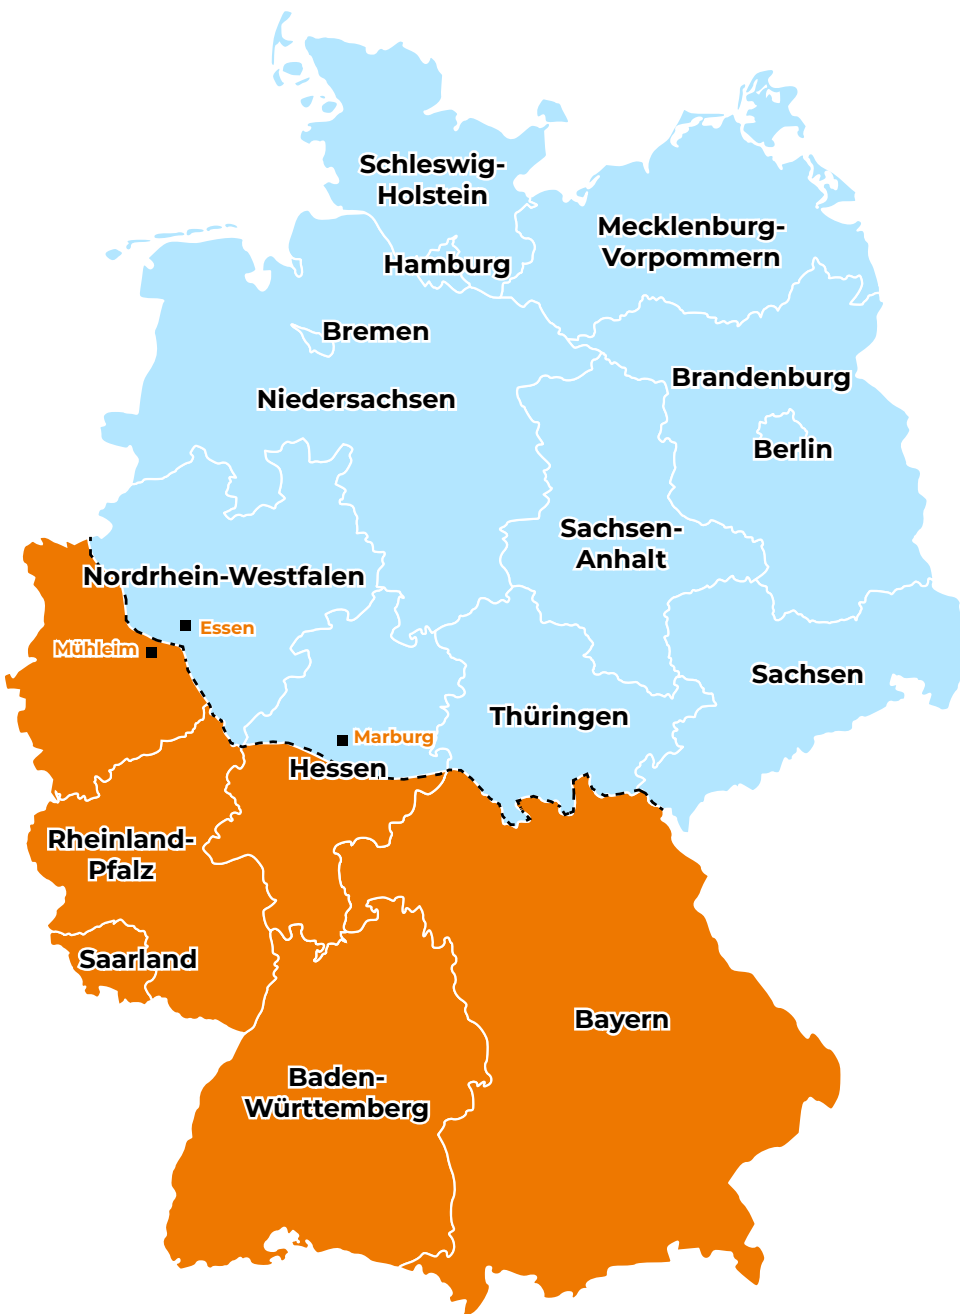 Schleswig-
Holstein
Mecklenburg-
Vorpommern
Hamburg
Bremen
Brandenburg
Niedersachsen
Berlin
Sachsen-
Anhalt
Nordrhein-Westfalen
Essen
Mühleim
Sachsen
Thüringen
Marburg
Hessen
Rheinland-
Pfalz
Saarland
Bayern
Baden-
Württemberg